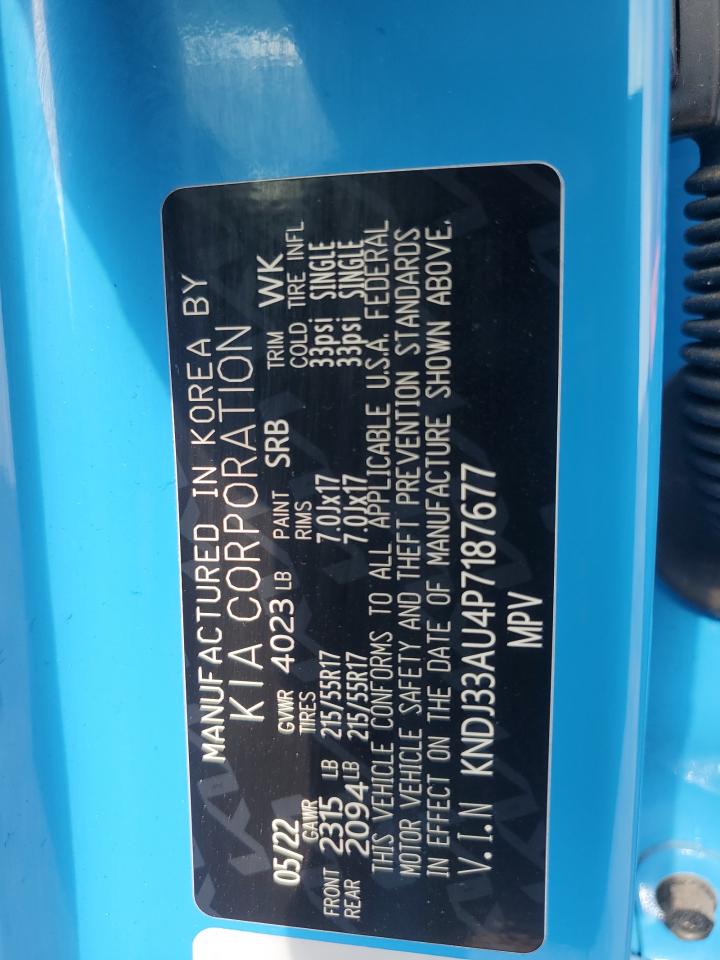 MANUFACTURED IN KOREA BY
KIA CORPORATION
05/22 GVWR 4023 LB PAINT SRB TRIM WK
GAWR TIRES RIMS COLD TIRE INFL
FRONT 2315 LB 215/55R17 7.0Jx17 33psi SINGLE
REAR 2094 LB 215/55R17 7.0Jx17 33psi SINGLE
THIS VEHICLE CONFORMS TO ALL APPLICABLE U.S.A. FEDERAL
MOTOR VEHICLE SAFETY AND THEFT PREVENTION STANDARDS
IN EFFECT ON THE DATE OF MANUFACTURE SHOWN ABOVE.
V.I.N KNDJ33AU4P7187677
MPV